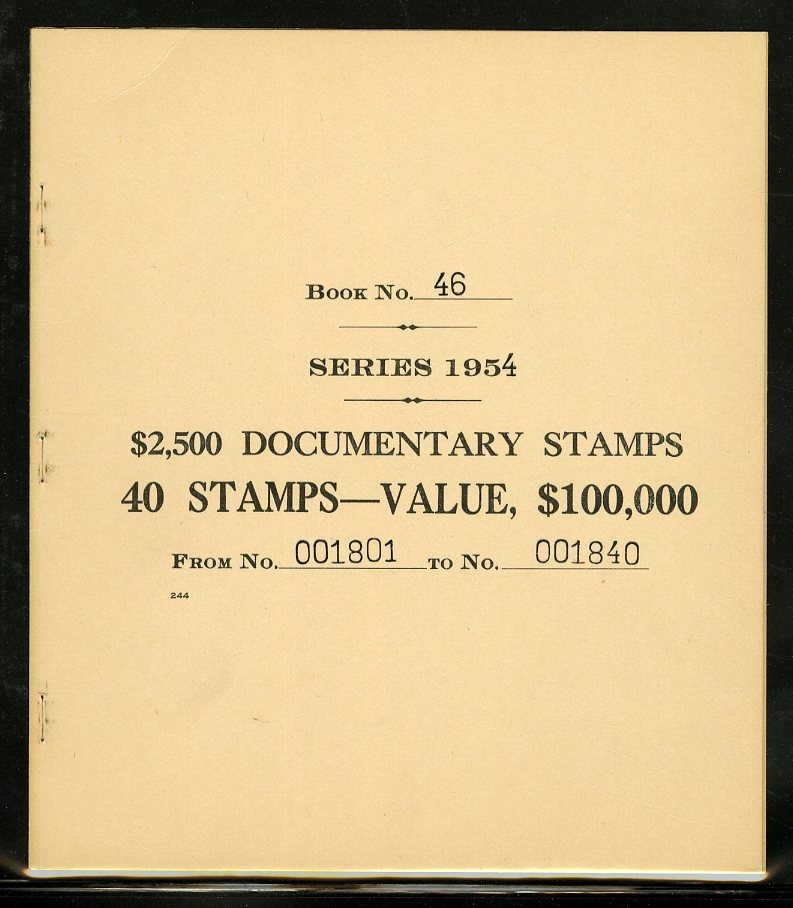 Book No. 46
SERIES 1954
$2,500 DOCUMENTARY STAMPS
40 STAMPS—VALUE, $100,000
From No. 001801 to No. 001840
244